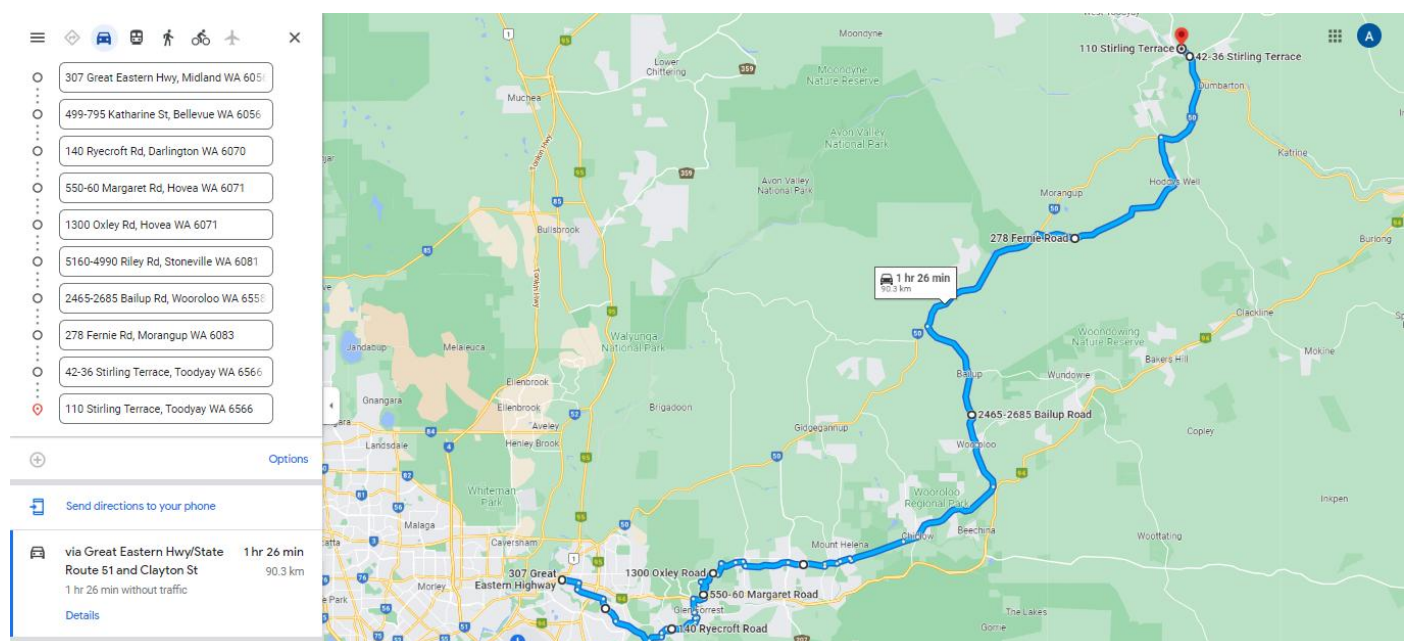 307 Great Eastern Hwy, Midland WA 605
499-795 Katharine St, Bellevue WA 6056
140 Ryecroft Rd, Darlington WA 6070
550-60 Margaret Rd, Hovea WA 6071
1300 Oxley Rd, Hovea WA 6071
5160-4990 Riley Rd, Stoneville WA 6081
2465-2685 Bailup Rd, Wooroloo WA 655
278 Fernie Rd, Morangup WA 6083
42-36 Stirling Terrace, Toodyay WA 6566
110 Stirling Terrace, Toodyay WA 6566
Options
Send directions to your phone
via Great Eastern Hwy/State
Route 51 and Clayton St
1 hr 26 min
90.3 km
1 hr 26 min without traffic
Details
A
110 Stirling Terrace
42-36 Stirling Terrace
Moondyne
Lower
Chittering
359
Moondyne
Nature Reserve
Dumbarton
Muchea
Avon Valley
National Park
Katrine
Tonkin Hwy
359
Avon Valley
National Park
Hoddys Well
Morangup
Bullsbrook
278 Fernie Road
Burlong
1 hr 26 min
90.3 km
Walyunga
National Park
Woondowing
Nature Reserve
Clackline
Jandabup
Melaleuca
Bakers Hill
Mokine
Bailup
Wundowie
Ellenbrook
Gnangara
Ellenbrook
Brigadoon
2465-2685 Bailup Road
Aveley
Henley Brook
Gidgegannup
Copley
Landsdale
Wooroloo
Whiteman
Park
Wooroloo
Regional Park
Inkpen
Malaga
Beechina
Chidlow
Woottating
Caversham
Mount Helena
307 Great
Eastern Highway
1300 Oxley Road
Morley
550-60 Margaret Road
Glen Forrest
The Lakes
140 Ryecroft Road
Gorrie